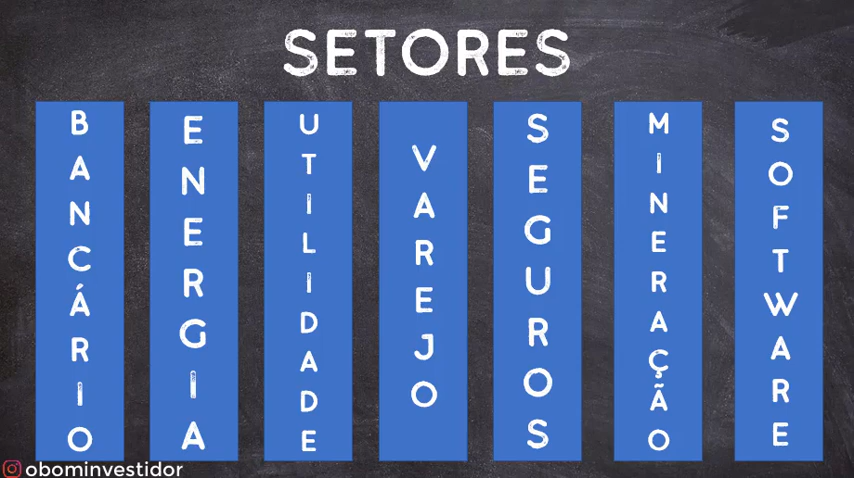 SETORES
BANCÁRIO
ENERGIA
UTILIDADE
VAREJO
SEGUROS
MINERAÇÃO
SOFTWARE
obominvestidor